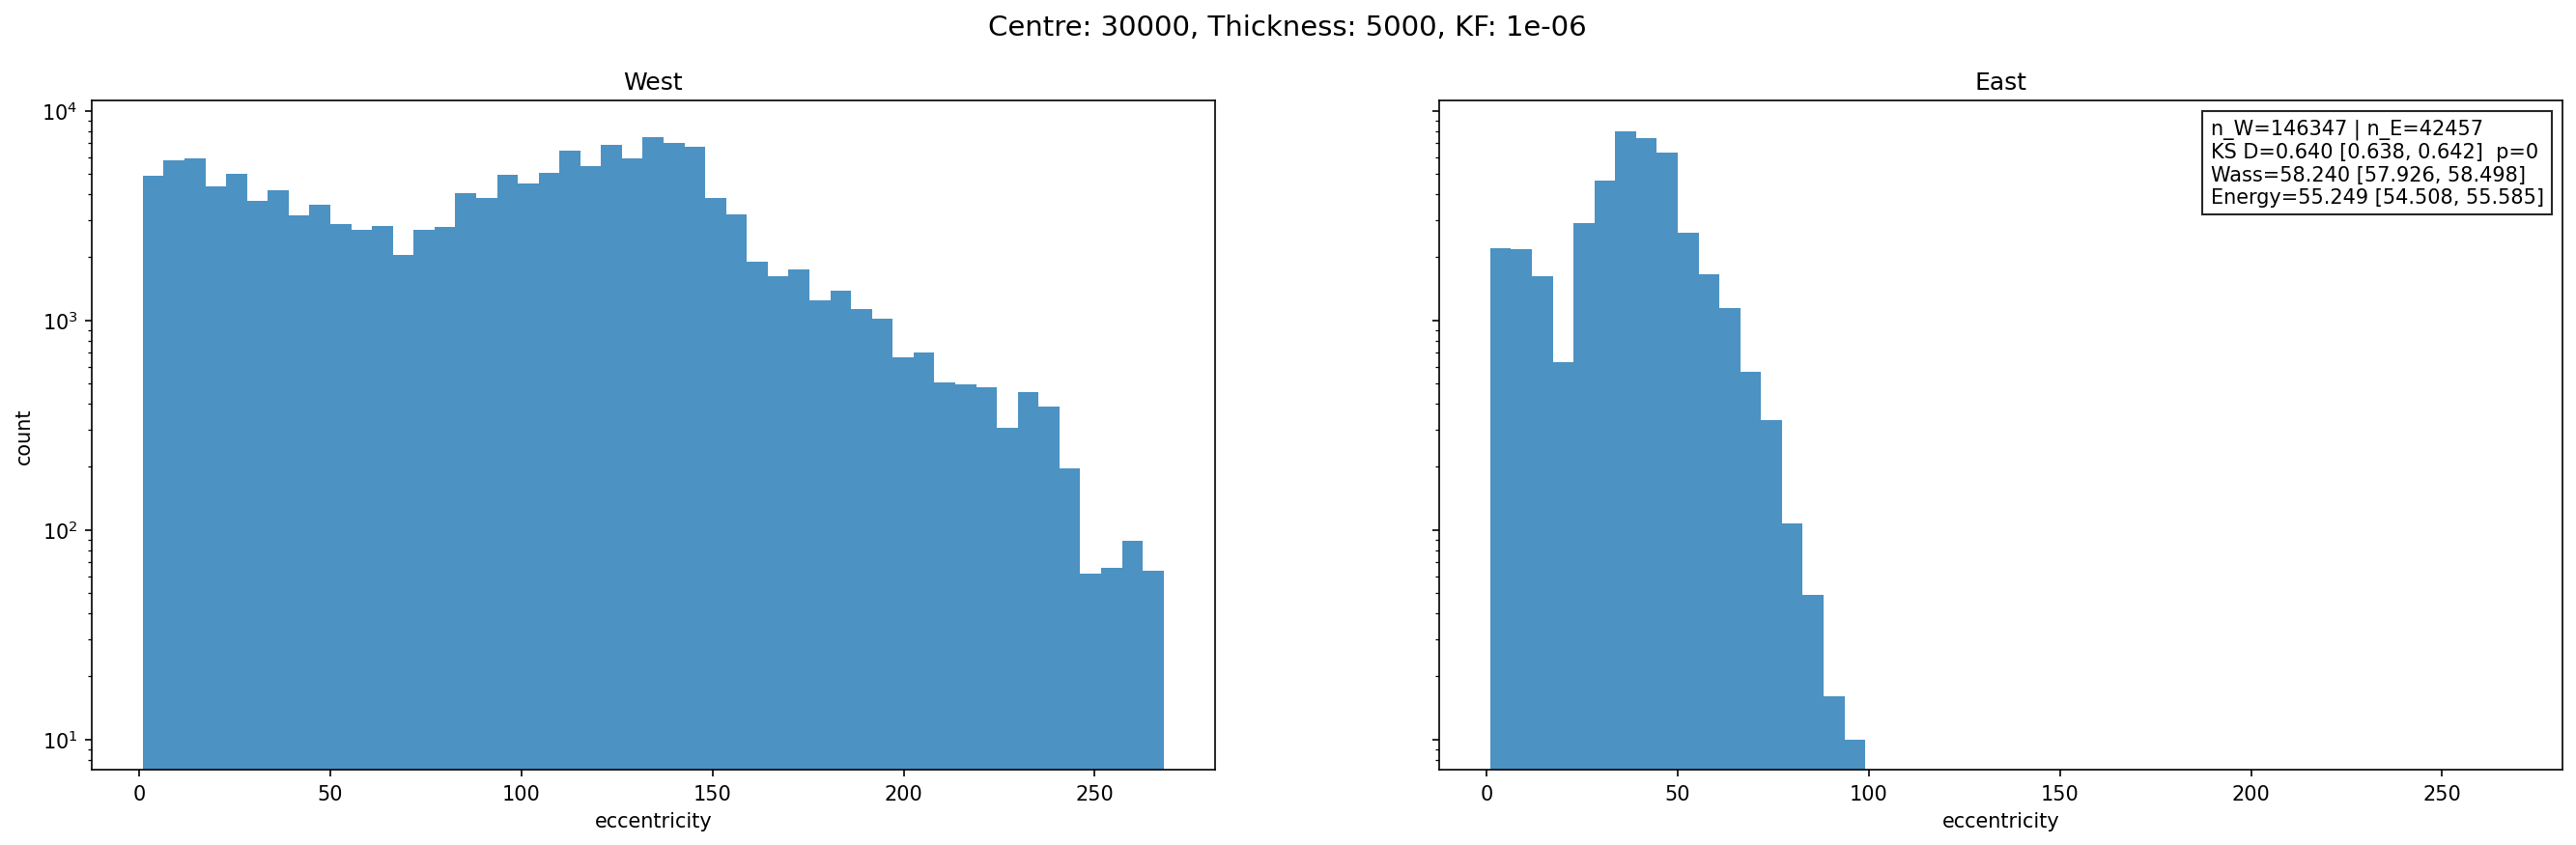 Centre: 30000, Thickness: 5000, KF: 1e-06
West
East
10⁴
10³
10²
10¹
count
0 50 100 150 200 250
eccentricity
n_W=146347 | n_E=42457
KS D=0.640 [0.638, 0.642]  p=0
Wass=58.240 [57.926, 58.498]
Energy=55.249 [54.508, 55.585]
0 50 100 150 200 250
eccentricity